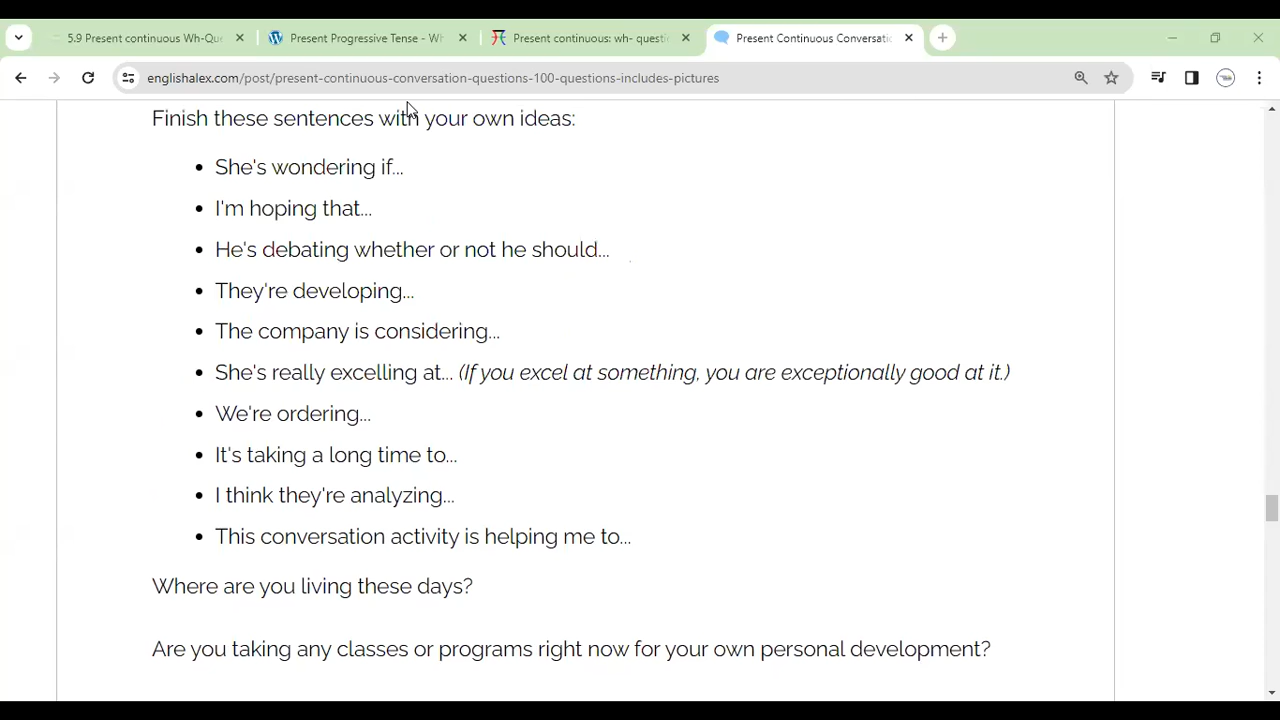 5.9 Present continuous Wh-Que
Present Progressive Tense - Wh
Present continuous: wh- questi
Present Continuous Conversatio
englishalex.com/post/present-continuous-conversation-questions-100-questions-includes-pictures
Finish these sentences with your own ideas:
She's wondering if...
I'm hoping that...
He's debating whether or not he should...
They're developing...
The company is considering...
She's really excelling at... (If you excel at something, you are exceptionally good at it.)
We're ordering...
It's taking a long time to...
I think they're analyzing...
This conversation activity is helping me to...
Where are you living these days?
Are you taking any classes or programs right now for your own personal development?